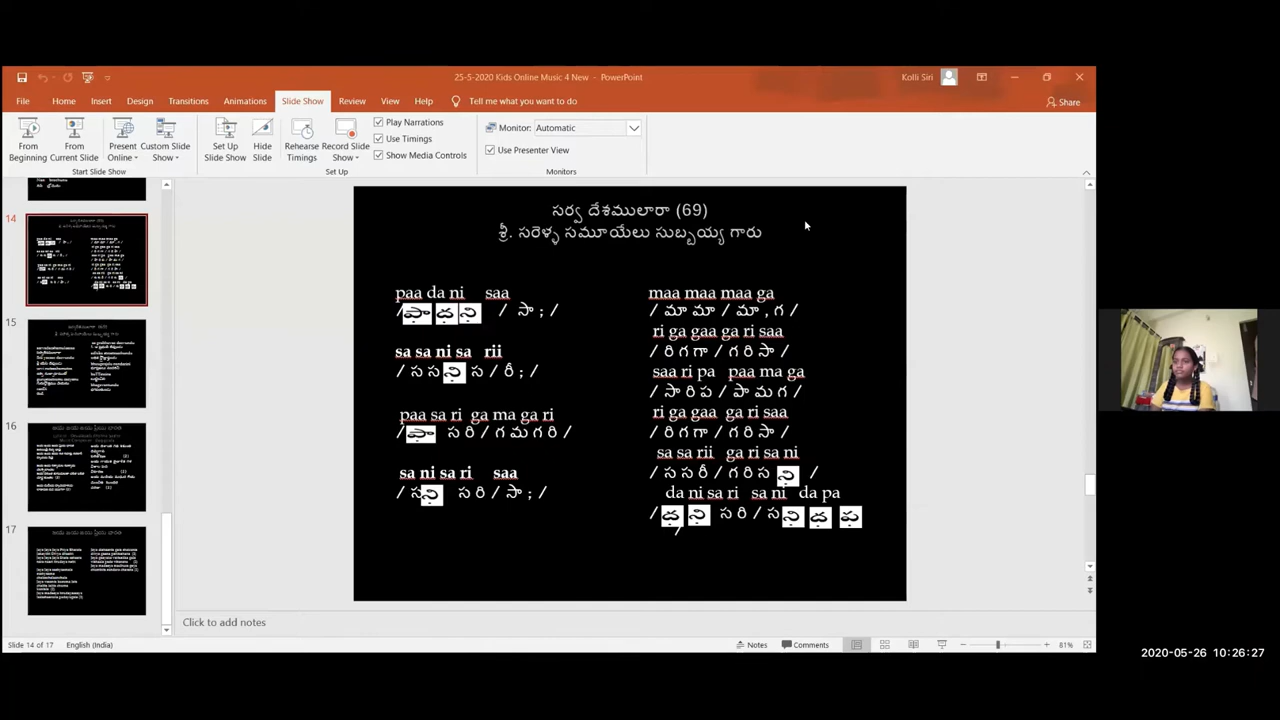 25-5-2020 Kids Online Music 4 New - PowerPoint
Kolli Siri
File Home Insert Design Transitions Animations Slide Show Review View Help Tell me what you want to do
Share
From Beginning
From Current Slide
Present Online
Custom Slide Show
Set Up Slide Show
Hide Slide
Rehearse Timings
Record Slide Show
Play Narrations
Use Timings
Show Media Controls
Monitor: Automatic
Use Presenter View
Start Slide Show
Set Up
Monitors
14
15
16
17
సర్వ దేశములారా (69)
శ్రీ. సరెళ్ళ సమూయేలు సుబ్బయ్య గారు
paa da ni saa
/ పా ధ ని / సా ; /
sa sa ni sa rii
/ స స ని స / రీ ; /
paa sa ri ga ma ga ri
/ పా స రి / గ మ గ రి /
sa ni sa ri saa
/ స ని స రి / సా ; /
maa maa maa ga
/ మా మా / మా , గ /
ri ga gaa ga ri saa
/ రి గ గా / గ రి సా /
saa ri pa paa ma ga
/ సా రి ప / పా మ గ /
ri ga gaa ga ri saa
/ రి గ గా / గ రి సా /
sa sa rii ga ri sa ni
/ స స రీ / గ రి స ని /
da ni sa ri sa ni da pa
/ ధ ని స రి / స ని ధ ప /
Click to add notes
Slide 14 of 17 English (India)
Notes Comments 81%
2020-05-26 10:26:27